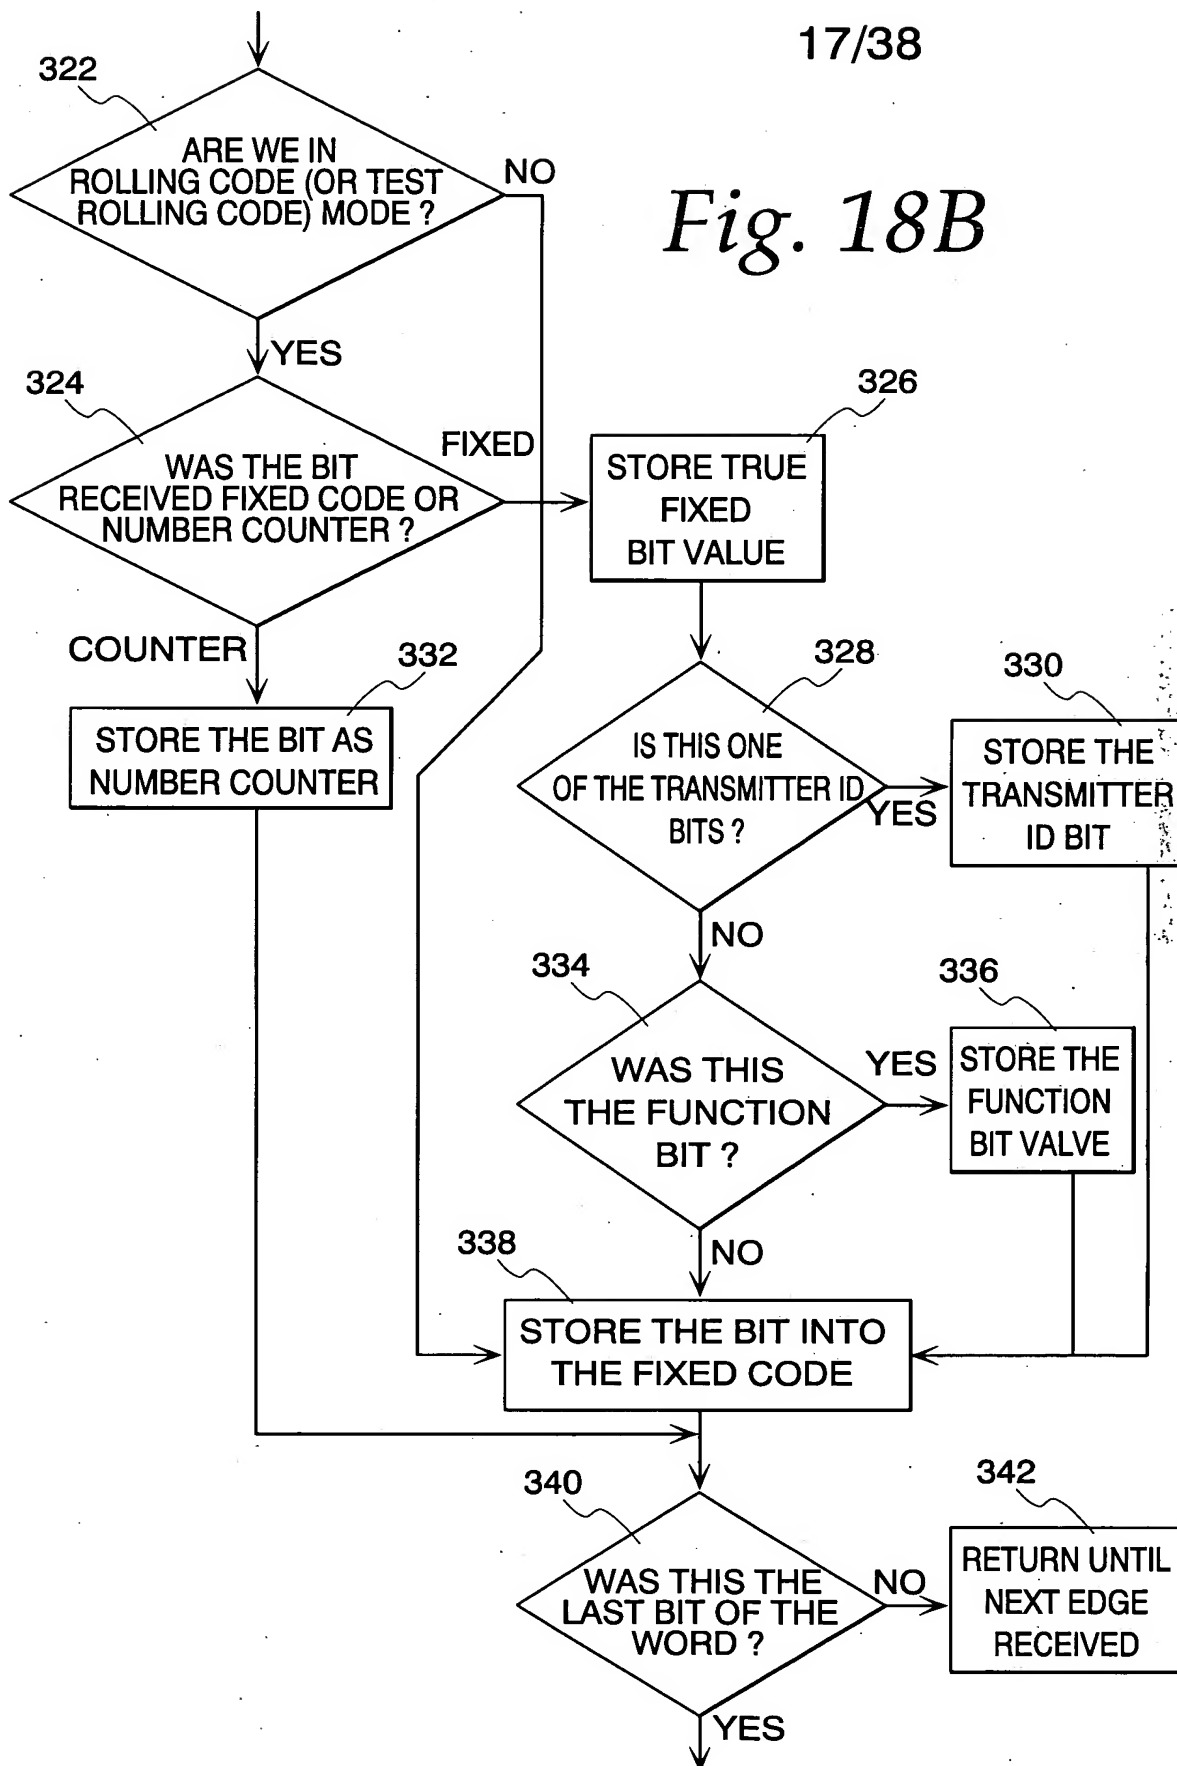 17/38
Fig. 18B
322
ARE WE IN
ROLLING CODE (OR TEST
ROLLING CODE) MODE ?
NO
YES
324
WAS THE BIT
RECEIVED FIXED CODE OR
NUMBER COUNTER ?
FIXED
326
STORE TRUE
FIXED
BIT VALUE
COUNTER
332
STORE THE BIT AS
NUMBER COUNTER
328
IS THIS ONE
OF THE TRANSMITTER ID
BITS ?
YES
330
STORE THE
TRANSMITTER
ID BIT
NO
334
WAS THIS
THE FUNCTION
BIT ?
YES
336
STORE THE
FUNCTION
BIT VALVE
NO
338
STORE THE BIT INTO
THE FIXED CODE
340
WAS THIS THE
LAST BIT OF THE
WORD ?
NO
342
RETURN UNTIL
NEXT EDGE
RECEIVED
YES